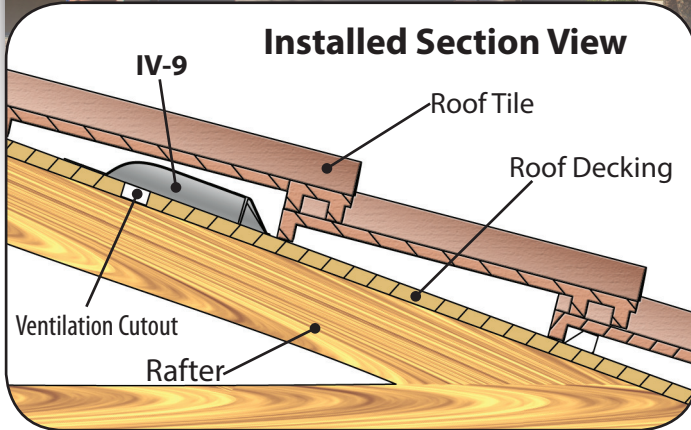 Installed Section View
IV-9
Roof Tile
Roof Decking
Ventilation Cutout
Rafter